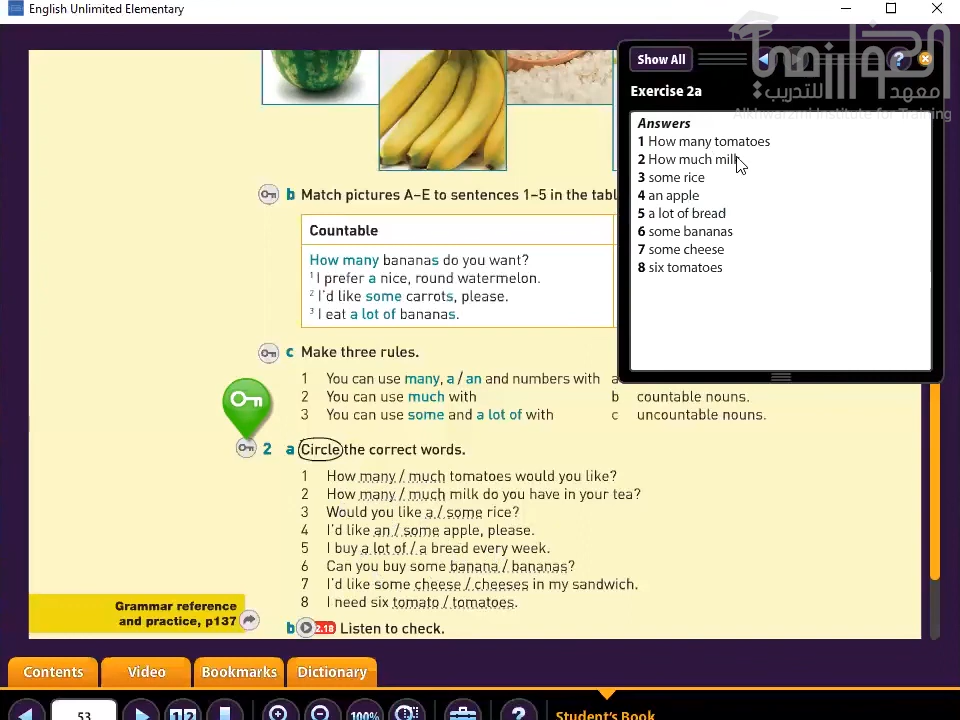 English Unlimited Elementary
الخوارزمي
معهد
للتدريب
Alkhwarzmi Institute for Training
Show All
?
Exercise 2a
Answers
1 How many tomatoes
2 How much milk
3 some rice
4 an apple
5 a lot of bread
6 some bananas
7 some cheese
8 six tomatoes
b Match pictures A–E to sentences 1–5 in the
Countable
How many bananas do you want?
1 I prefer a nice, round watermelon.
2 I'd like some carrots, please.
3 I eat a lot of bananas.
c Make three rules.
1 You can use many, a / an and numbers with a
2 You can use much with b countable nouns.
3 You can use some and a lot of with c uncountable nouns.
2 a Circle the correct words.
1 How many / much tomatoes would you like?
2 How many / much milk do you have in your tea?
3 Would you like a / some rice?
4 I'd like an / some apple, please.
5 I buy a lot of / a bread every week.
6 Can you buy some banana / bananas?
7 I'd like some cheese / cheeses in my sandwich.
8 I need six tomato / tomatoes.
Grammar reference
and practice, p137
b 2.18 Listen to check.
Contents Video Bookmarks Dictionary
53 1 2 100% ? Student's Book